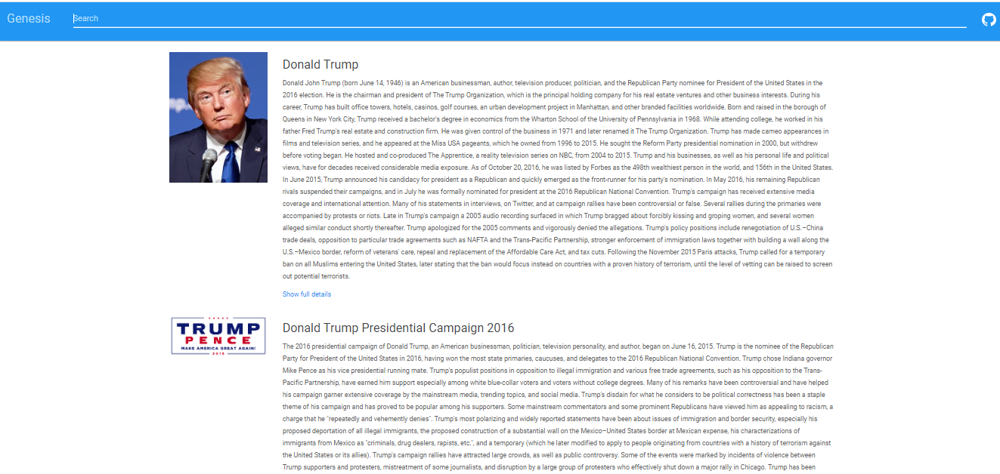 Genesis
Search
Donald Trump
Donald John Trump (born June 14, 1946) is an American businessman, author, television producer, politician, and the Republican Party nominee for President of the United States in the
2016 election. He is the chairman and president of The Trump Organization, which is the principal holding company for his real estate ventures and other business interests. During his
career, Trump has built office towers, hotels, casinos, golf courses, an urban development project in Manhattan, and other branded facilities worldwide. Born and raised in the borough of
Queens in New York City, Trump received a bachelor's degree in economics from the Wharton School of the University of Pennsylvania in 1968. While attending college, he worked in his
father Fred Trump's real estate and construction firm. He was given control of the business in 1971 and later renamed it The Trump Organization. Trump has made cameo appearances in
films and television series, and he appeared at the Miss USA pageants, which he owned from 1996 to 2015. He sought the Reform Party presidential nomination in 2000, but withdrew
before voting began. He hosted and co-produced The Apprentice, a reality television series on NBC, from 2004 to 2015. Trump and his businesses, as well as his personal life and political
views, have for decades received considerable media exposure. As of October 20, 2016, he was listed by Forbes as the 498th wealthiest person in the world, and 156th in the United States.
In June 2015, Trump announced his candidacy for president as a Republican and quickly emerged as the front-runner for his party's nomination. In May 2016, his remaining Republican
rivals suspended their campaigns, and in July he was formally nominated for president at the 2016 Republican National Convention. Trump's campaign has received extensive media
coverage and international attention. Many of his statements in interviews, on Twitter, and at campaign rallies have been controversial or false. Several rallies during the primaries were
accompanied by protests or riots. Late in Trump's campaign a 2005 audio recording surfaced in which Trump bragged about forcibly kissing and groping women, and several women
alleged similar conduct shortly thereafter. Trump apologized for the 2005 comments and vigorously denied the allegations. Trump's policy positions include renegotiation of U.S.–China
trade deals, opposition to particular trade agreements such as NAFTA and the Trans-Pacific Partnership, stronger enforcement of immigration laws together with building a wall along the
U.S.–Mexico border, reform of veterans' care, repeal and replacement of the Affordable Care Act, and tax cuts. Following the November 2015 Paris attacks, Trump called for a temporary
ban on all Muslims entering the United States, later stating that the ban would focus instead on countries with a proven history of terrorism, until the level of vetting can be raised to screen
out potential terrorists.
Show full details
TRUMP
PENCE
MAKE AMERICA GREAT AGAIN!
2016
Donald Trump Presidential Campaign 2016
The 2016 presidential campaign of Donald Trump, an American businessman, politician, television personality, and author, began on June 16, 2015. Trump is the nominee of the Republican
Party for President of the United States in 2016, having won the most state primaries, caucuses, and delegates to the 2016 Republican National Convention. Trump chose Indiana governor
Mike Pence as his vice presidential running mate. Trump's populist positions in opposition to illegal immigration and various free trade agreements, such as his opposition to the Trans-
Pacific Partnership, have earned him support especially among white blue-collar voters and voters without college degrees. Many of his remarks have been controversial and have helped
his campaign garner extensive coverage by the mainstream media, trending topics, and social media. Trump's disdain for what he considers to be political correctness has been a staple
theme of his campaign and has proved to be popular among his supporters. Some mainstream commentators and some prominent Republicans have viewed him as appealing to racism, a
charge that he "repeatedly and vehemently denies". Trump's most polarizing and widely reported statements have been about issues of immigration and border security, especially his
proposed deportation of all illegal immigrants, the proposed construction of a substantial wall on the Mexico–United States border at Mexican expense, his characterizations of
immigrants from Mexico as "criminals, drug dealers, rapists, etc.", and a temporary (which he later modified to apply to people originating from countries with a history of terrorism against
the United States or its allies). Trump's campaign rallies have attracted large crowds, as well as public controversy. Some of the events were marked by incidents of violence between
Trump supporters and protesters, mistreatment of some journalists, and disruption by a large group of protesters who effectively shut down a major rally in Chicago. Trump has been